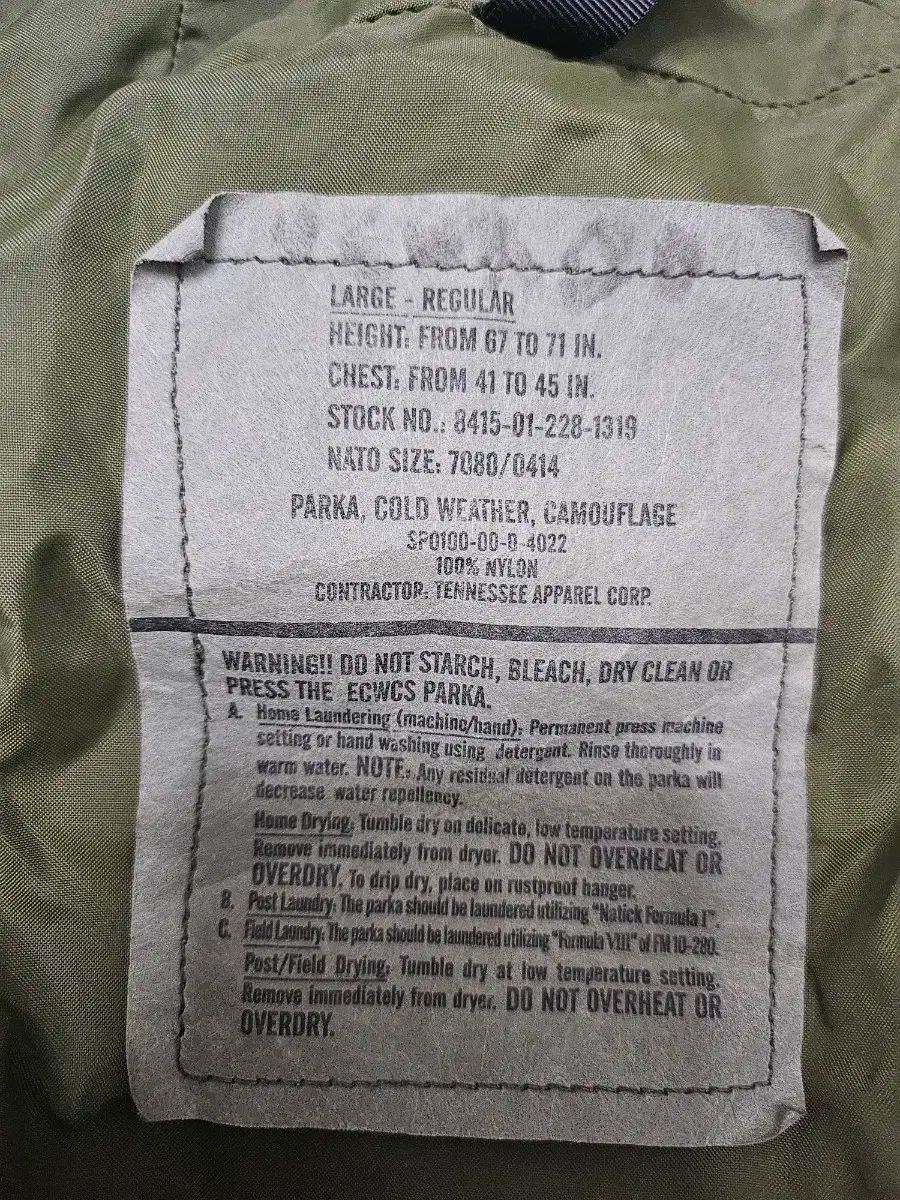 LARGE - REGULAR
HEIGHT: FROM 67 TO 71 IN.
CHEST: FROM 41 TO 45 IN.
STOCK NO.: 8415-01-228-1319
NATO SIZE: 7080/0414
PARKA, COLD WEATHER, CAMOUFLAGE
SP0100-00-D-4022
100% NYLON
CONTRACTOR: TENNESSEE APPAREL CORP.
WARNING!! DO NOT STARCH, BLEACH, DRY CLEAN OR
PRESS THE ECWCS PARKA.
A. Home Laundering (machine/hand): Permanent press machine
setting or hand washing using detergent. Rinse thoroughly in
warm water. NOTE: Any residual detergent on the parka will
decrease water repellency.
Home Drying: Tumble dry on delicate, low temperature setting.
Remove immediately from dryer. DO NOT OVERHEAT OR
OVERDRY. To drip dry, place on rustproof hanger.
B. Post Laundry: The parka should be laundered utilizing "Natick Formula I".
C. Field Laundry: The parka should be laundered utilizing "Formula VIII" of FM 10-280.
Post/Field Drying: Tumble dry at low temperature setting.
Remove immediately from dryer. DO NOT OVERHEAT OR
OVERDRY.